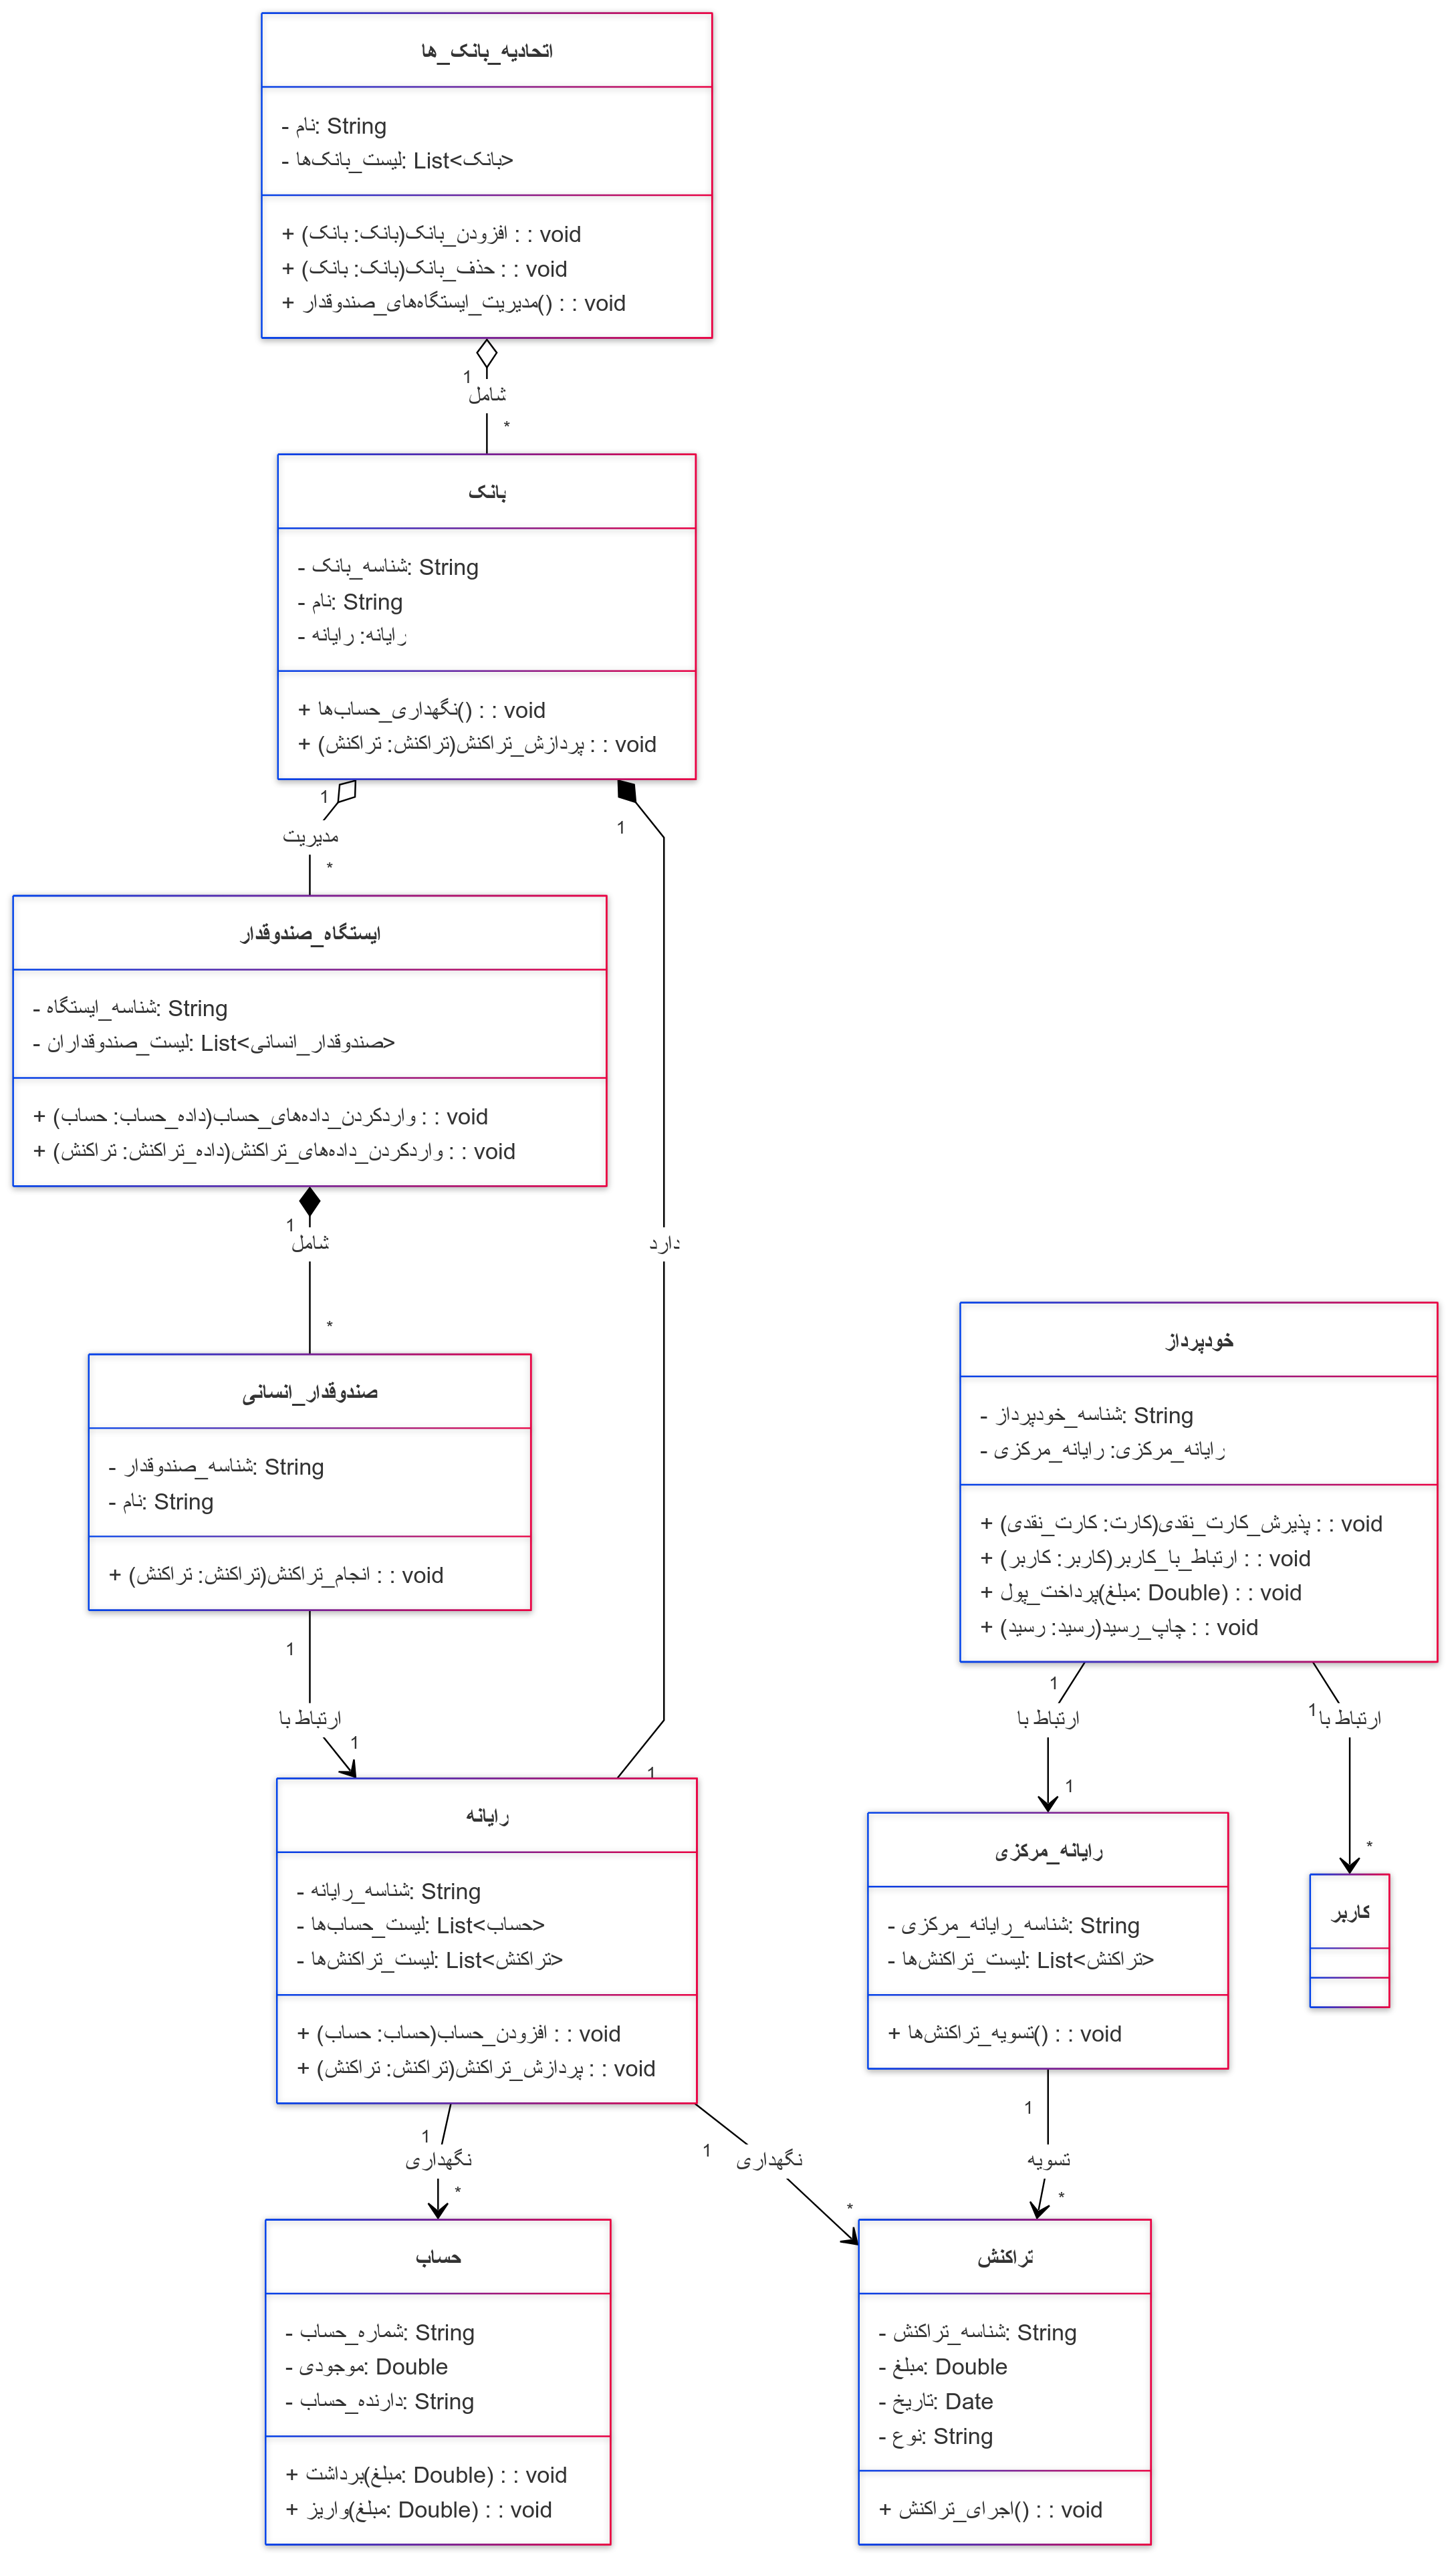 اتحادیه_بانک_ها
- نام: String
- لیست_بانک‌ها: List<بانک>
+ افزودن_بانک(بانک: بانک) : : void
+ حذف_بانک(بانک: بانک) : : void
+ مدیریت_ایستگاه‌های_صندوقدار() : : void
1
شامل
*
بانک
- شناسه_بانک: String
- نام: String
- رایانه: رایانه
+ نگهداری_حساب‌ها() : : void
+ پردازش_تراکنش(تراکنش: تراکنش) : : void
1
مدیریت
*
1
دارد
1
ایستگاه_صندوقدار
- شناسه_ایستگاه: String
- لیست_صندوقداران: List<صندوقدار_انسانی>
+ واردکردن_داده‌های_حساب(داده_حساب: حساب) : : void
+ واردکردن_داده‌های_تراکنش(داده_تراکنش: تراکنش) : : void
1
شامل
*
صندوقدار_انسانی
- شناسه_صندوقدار: String
- نام: String
+ انجام_تراکنش(تراکنش: تراکنش) : : void
1
ارتباط با
1
خودپرداز
- شناسه_خودپرداز: String
- رایانه_مرکزی: رایانه_مرکزی
+ پذیرش_کارت_نقدی(کارت: کارت_نقدی) : : void
+ ارتباط_با_کاربر(کاربر: کاربر) : : void
+ پرداخت_پول(مبلغ: Double) : : void
+ چاپ_رسید(رسید: رسید) : : void
1
ارتباط با
1
1
ارتباط با
*
رایانه
- شناسه_رایانه: String
- لیست_حساب‌ها: List<حساب>
- لیست_تراکنش‌ها: List<تراکنش>
+ افزودن_حساب(حساب: حساب) : : void
+ پردازش_تراکنش(تراکنش: تراکنش) : : void
رایانه_مرکزی
- شناسه_رایانه_مرکزی: String
- لیست_تراکنش‌ها: List<تراکنش>
+ تسویه_تراکنش‌ها() : : void
کاربر
1
نگهداری
*
1
نگهداری
*
1
تسویه
*
حساب
- شماره_حساب: String
- موجودی: Double
- دارنده_حساب: String
+ برداشت(مبلغ: Double) : : void
+ واریز(مبلغ: Double) : : void
تراکنش
- شناسه_تراکنش: String
- مبلغ: Double
- تاریخ: Date
- نوع: String
+ اجرای_تراکنش() : : void